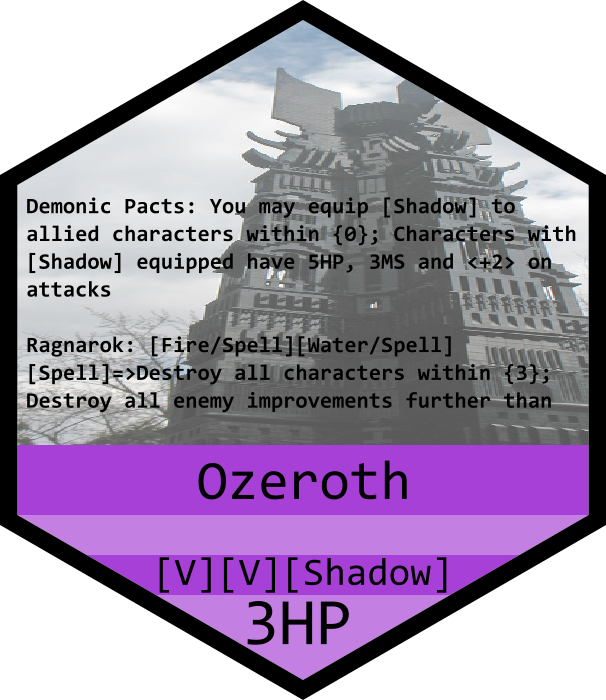 Demonic Pacts: You may equip [Shadow] to
allied characters within {0}; Characters with
[Shadow] equipped have 5HP, 3MS and <+2> on
attacks
Ragnarok: [Fire/Spell][Water/Spell]
[Spell]=>Destroy all characters within {3};
Destroy all enemy improvements further than
Ozeroth
[V][V][Shadow]
3HP